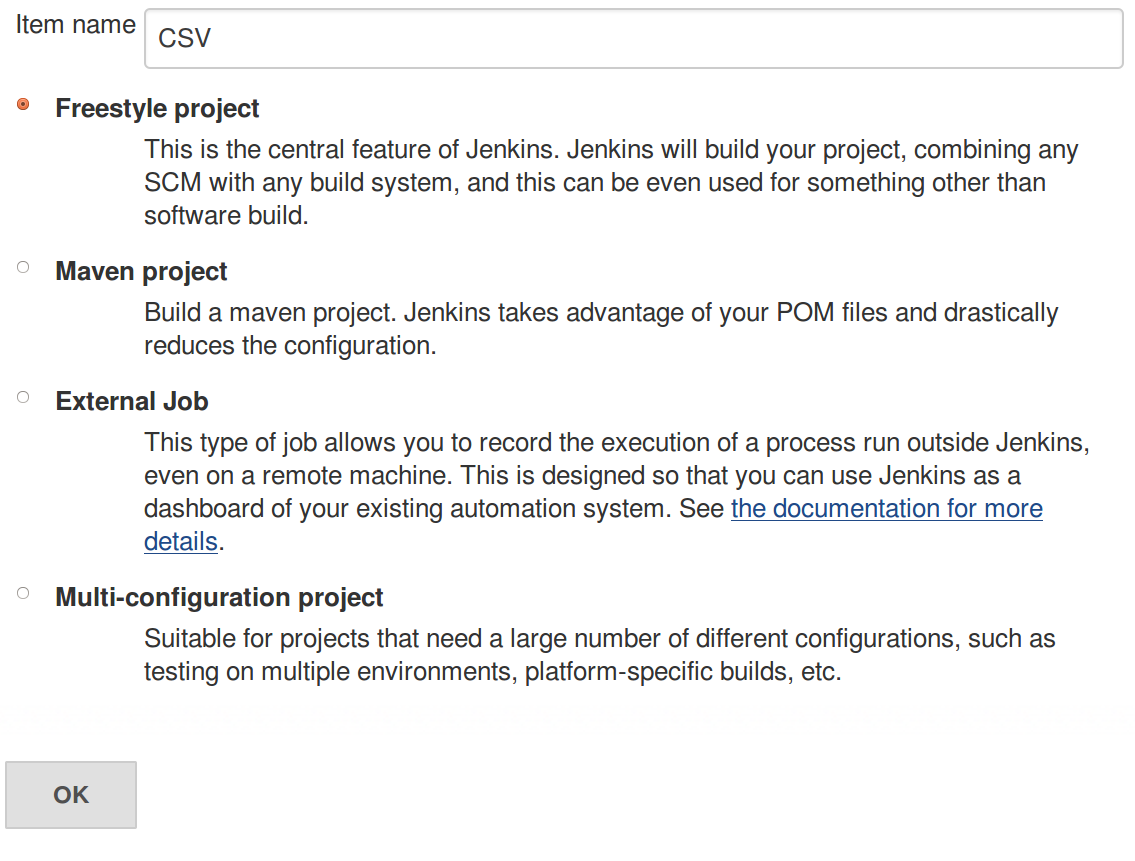 Item name
CSV
Freestyle project
This is the central feature of Jenkins. Jenkins will build your project, combining any
SCM with any build system, and this can be even used for something other than
software build.
Maven project
Build a maven project. Jenkins takes advantage of your POM files and drastically
reduces the configuration.
External Job
This type of job allows you to record the execution of a process run outside Jenkins,
even on a remote machine. This is designed so that you can use Jenkins as a
dashboard of your existing automation system. See the documentation for more
details.
Multi-configuration project
Suitable for projects that need a large number of different configurations, such as
testing on multiple environments, platform-specific builds, etc.
OK